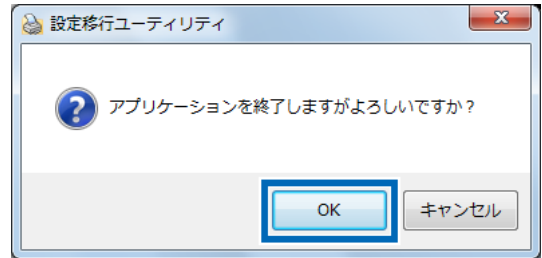 設定移行ユーティリティ
アプリケーションを終了しますがよろしいですか？
OK
キャンセル